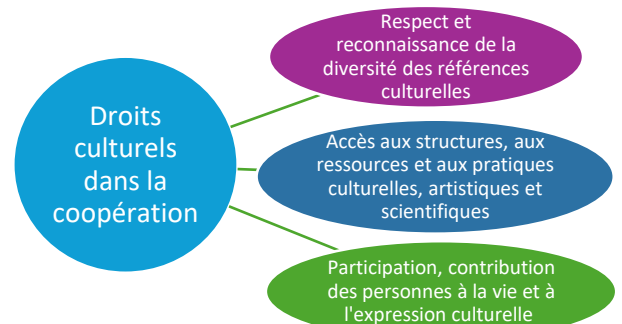 Droits
culturels
dans la
coopération
Respect et
reconnaissance de la
diversité des références
culturelles
Accès aux structures, aux
ressources et aux pratiques
culturelles, artistiques et
scientifiques
Participation, contribution
des personnes à la vie et à
l'expression culturelle